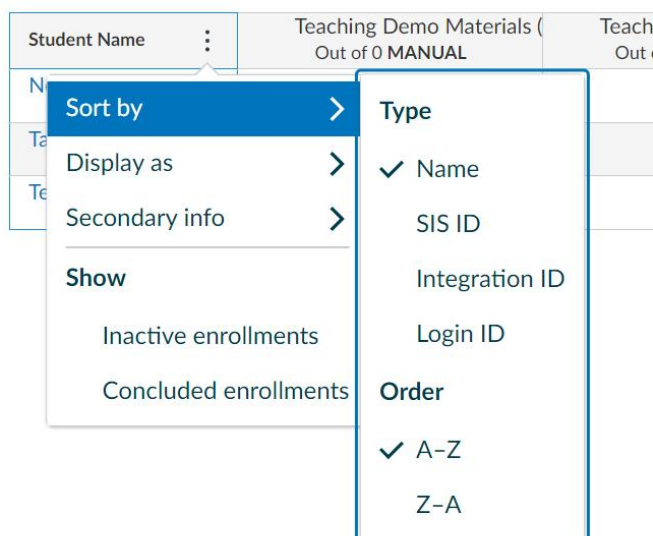 Student Name
Teaching Demo Materials (
Out of 0 MANUAL
Teach
Out
Sort by
Display as
Secondary info
Show
Inactive enrollments
Concluded enrollments
Type
Name
SIS ID
Integration ID
Login ID
Order
A–Z
Z–A